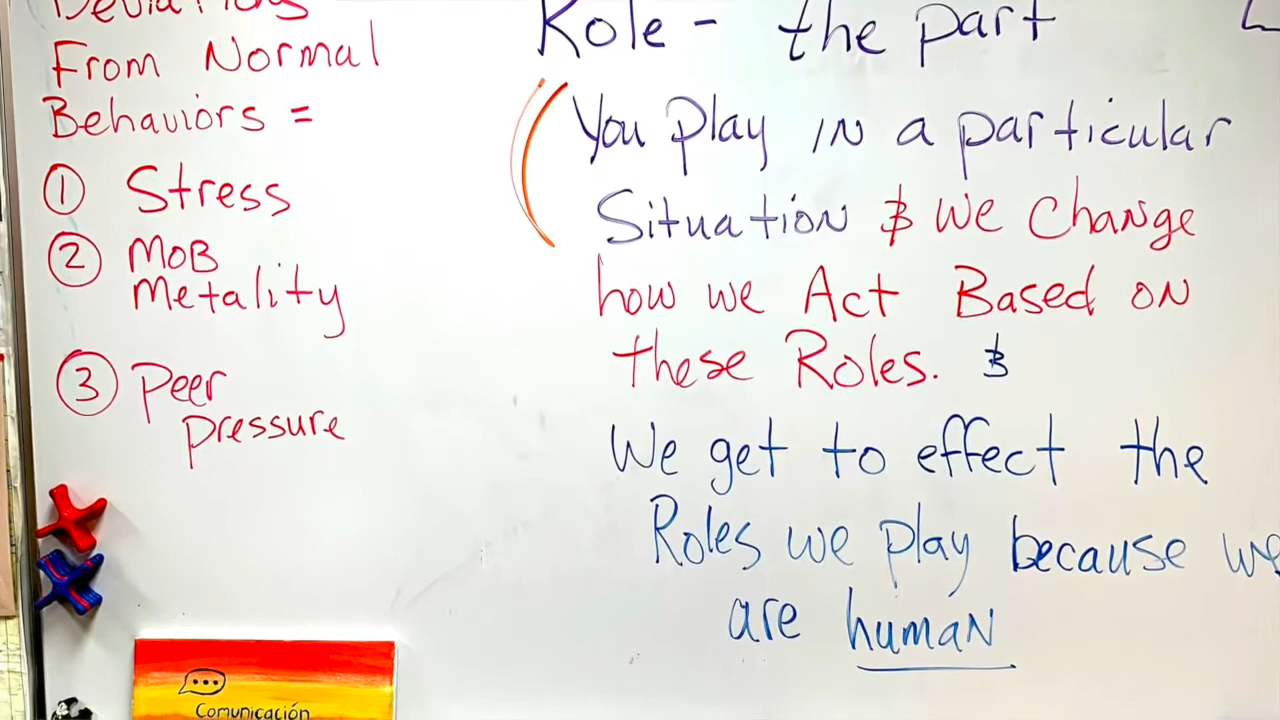 Deviations
From Normal
Behaviors =
① Stress
② MOB
Metality
③ Peer
pressure
Role - the part
You Play IN a particular
Situation & we Change
how we Act Based ON
these Roles. &
We get to effect the
Roles we play because we
are human
Comunicación